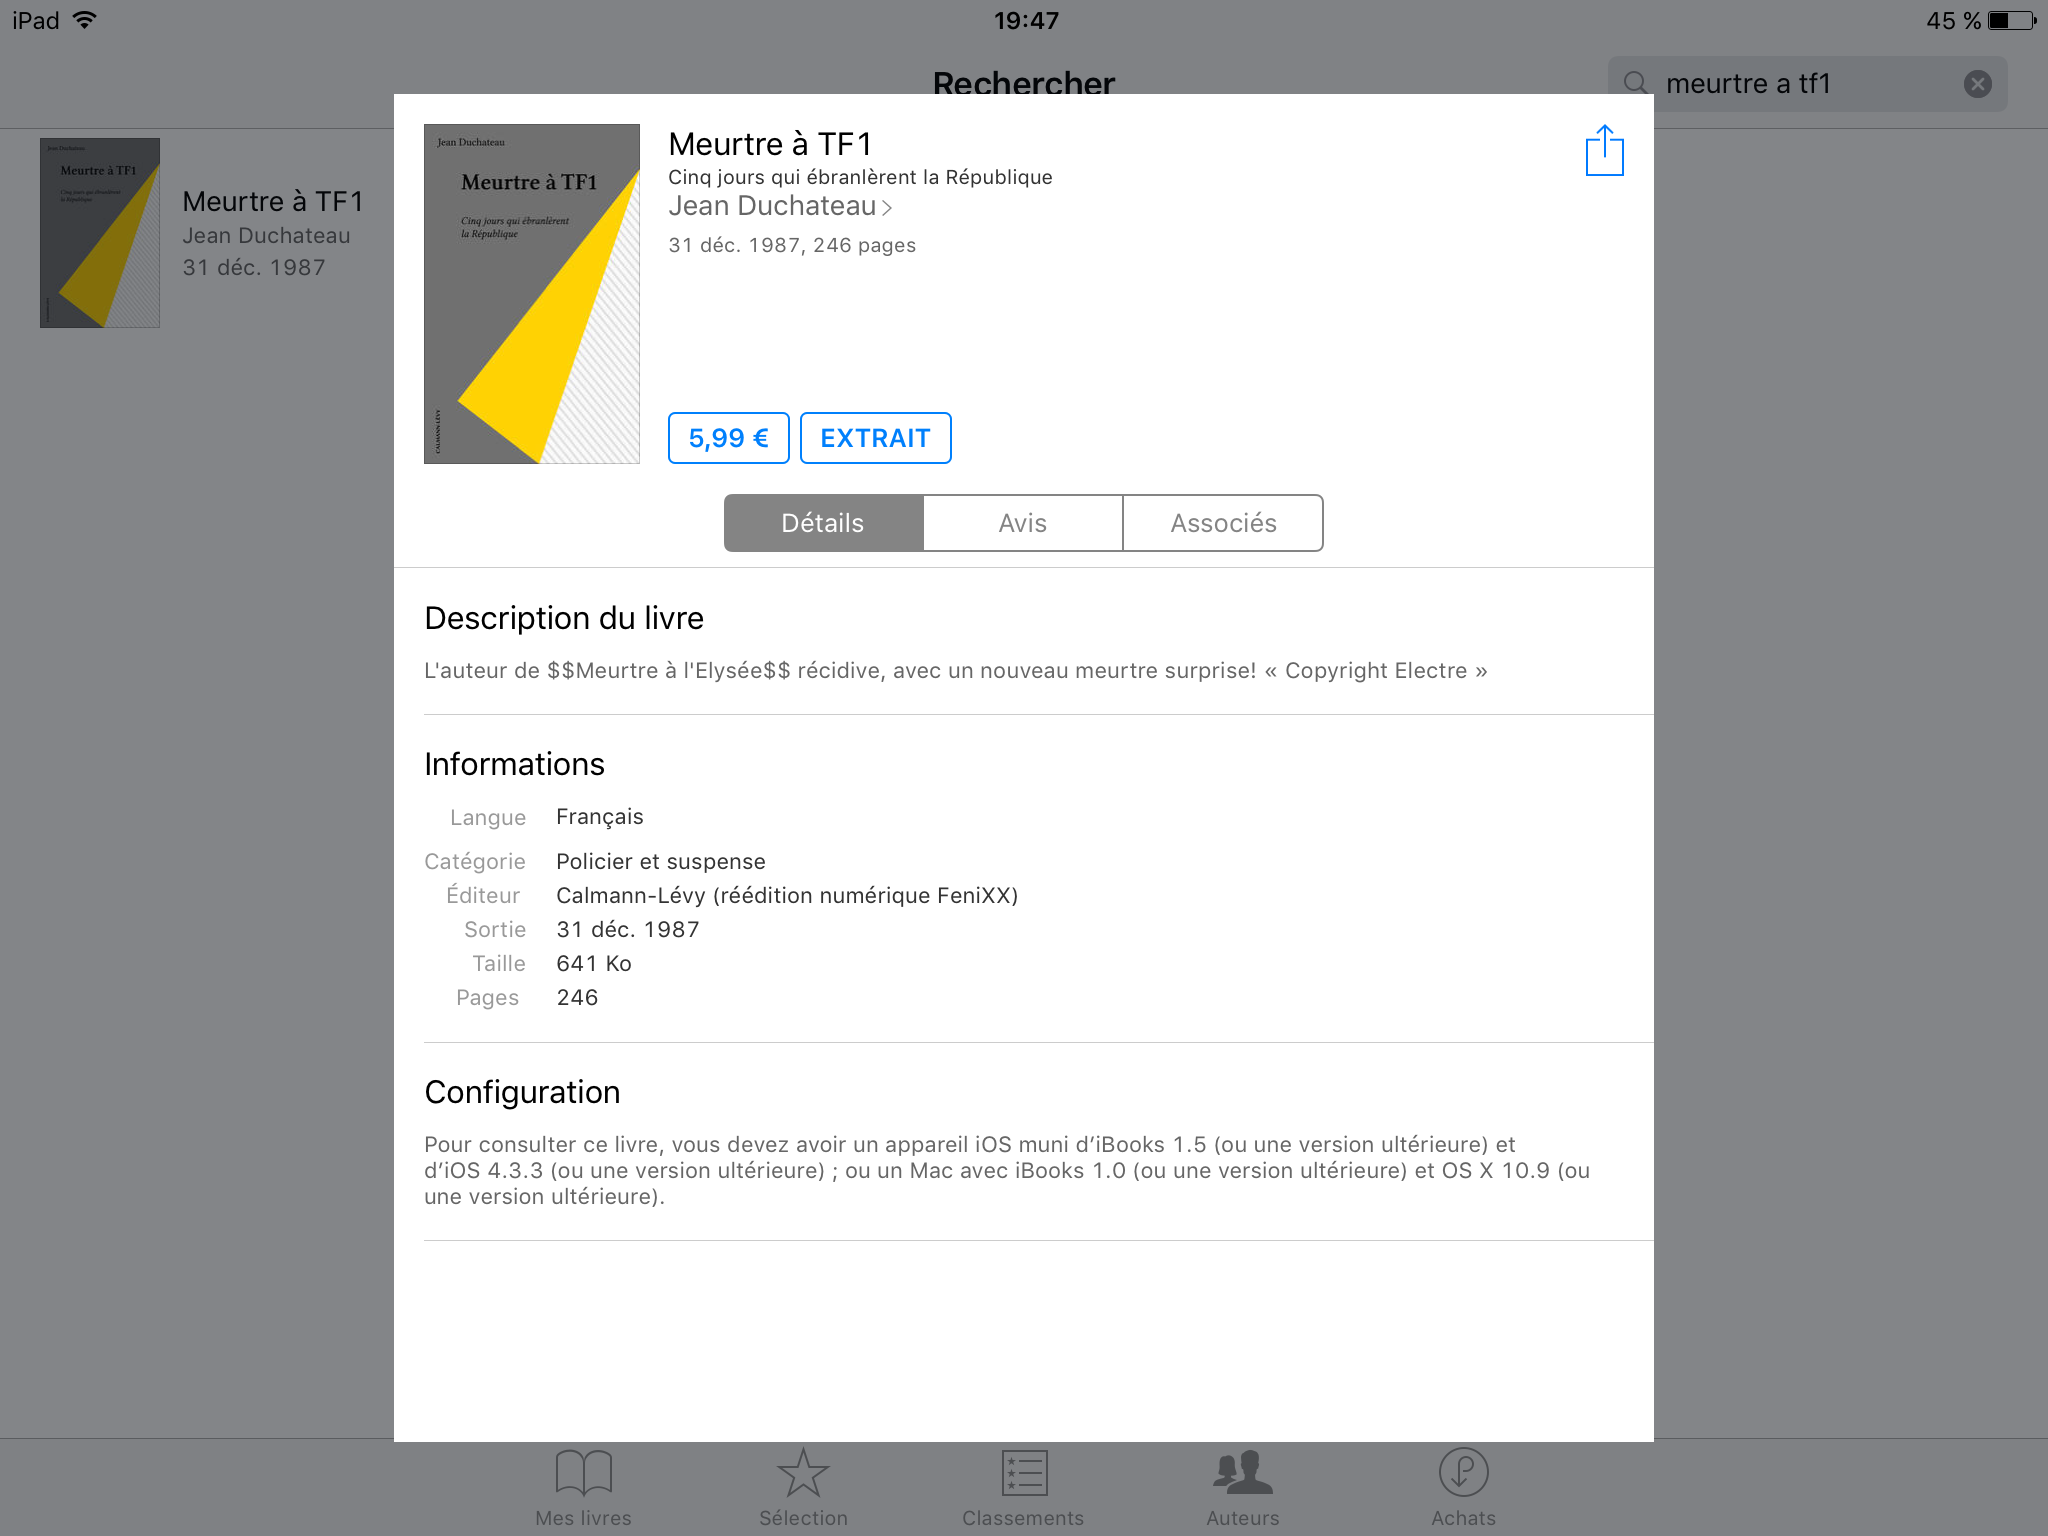 iPad
19:47
45 %
Rechercher
meurtre a tf1
Jean Duchateau
Meurtre à TF1
Cinq jours qui ébranlèrent
la République
Meurtre à TF1
Jean Duchateau
31 déc. 1987
Jean Duchateau
Meurtre à TF1
Cinq jours qui ébranlèrent
la République
CALMANN-LÉVY
Meurtre à TF1
Cinq jours qui ébranlèrent la République
Jean Duchateau
31 déc. 1987, 246 pages
5,99 €
EXTRAIT
Détails
Avis
Associés
Description du livre
L'auteur de $$Meurtre à l'Elysée$$ récidive, avec un nouveau meurtre surprise! « Copyright Electre »
Informations
Langue Français
Catégorie Policier et suspense
Éditeur Calmann-Lévy (réédition numérique FeniXX)
Sortie 31 déc. 1987
Taille 641 Ko
Pages 246
Configuration
Pour consulter ce livre, vous devez avoir un appareil iOS muni d’iBooks 1.5 (ou une version ultérieure) et
d’iOS 4.3.3 (ou une version ultérieure) ; ou un Mac avec iBooks 1.0 (ou une version ultérieure) et OS X 10.9 (ou
une version ultérieure).
Mes livres
Sélection
Classements
Auteurs
Achats